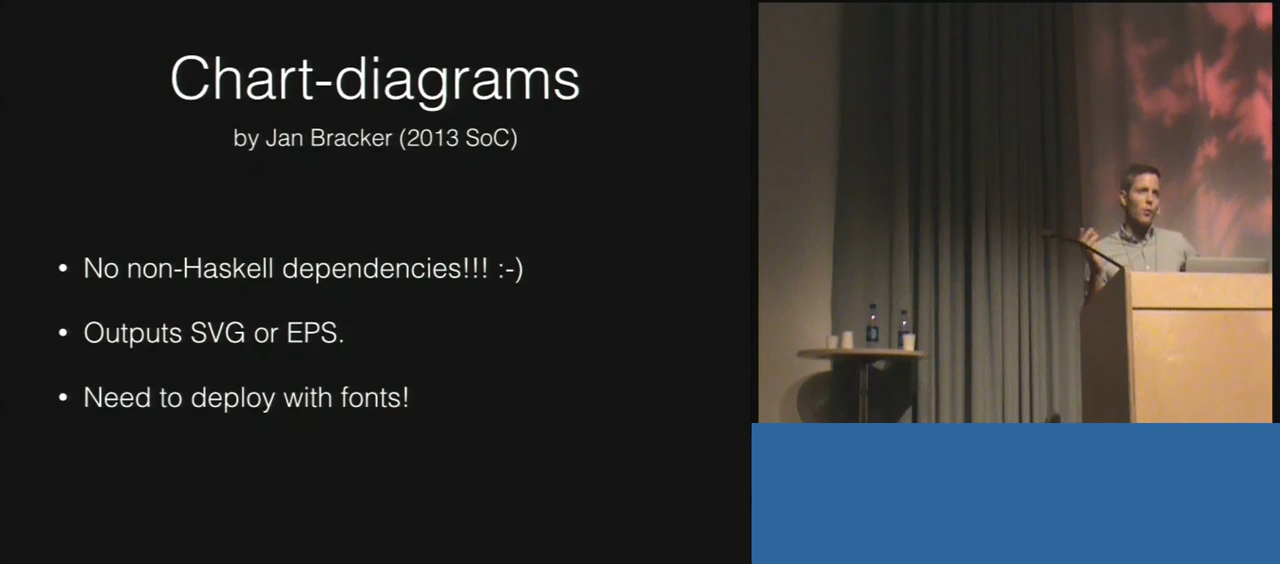 Chart-diagrams
by Jan Bracker (2013 SoC)
• No non-Haskell dependencies!!! :-)
• Outputs SVG or EPS.
• Need to deploy with fonts!